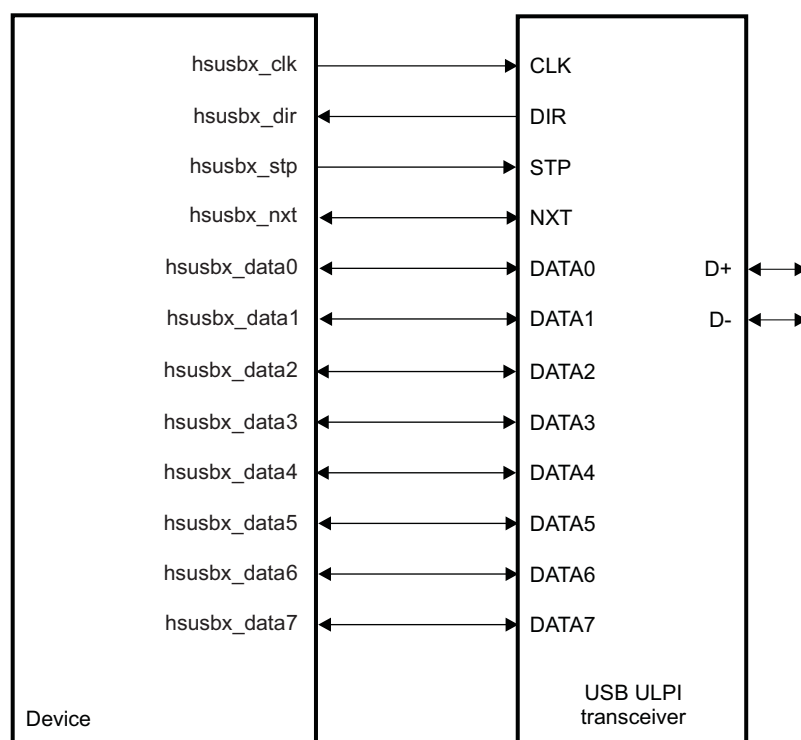 hsusbx_clk CLK
hsusbx_dir DIR
hsusbx_stp STP
hsusbx_nxt NXT
hsusbx_data0 DATA0 D+
hsusbx_data1 DATA1 D-
hsusbx_data2 DATA2
hsusbx_data3 DATA3
hsusbx_data4 DATA4
hsusbx_data5 DATA5
hsusbx_data6 DATA6
hsusbx_data7 DATA7
USB ULPI
transceiver
Device